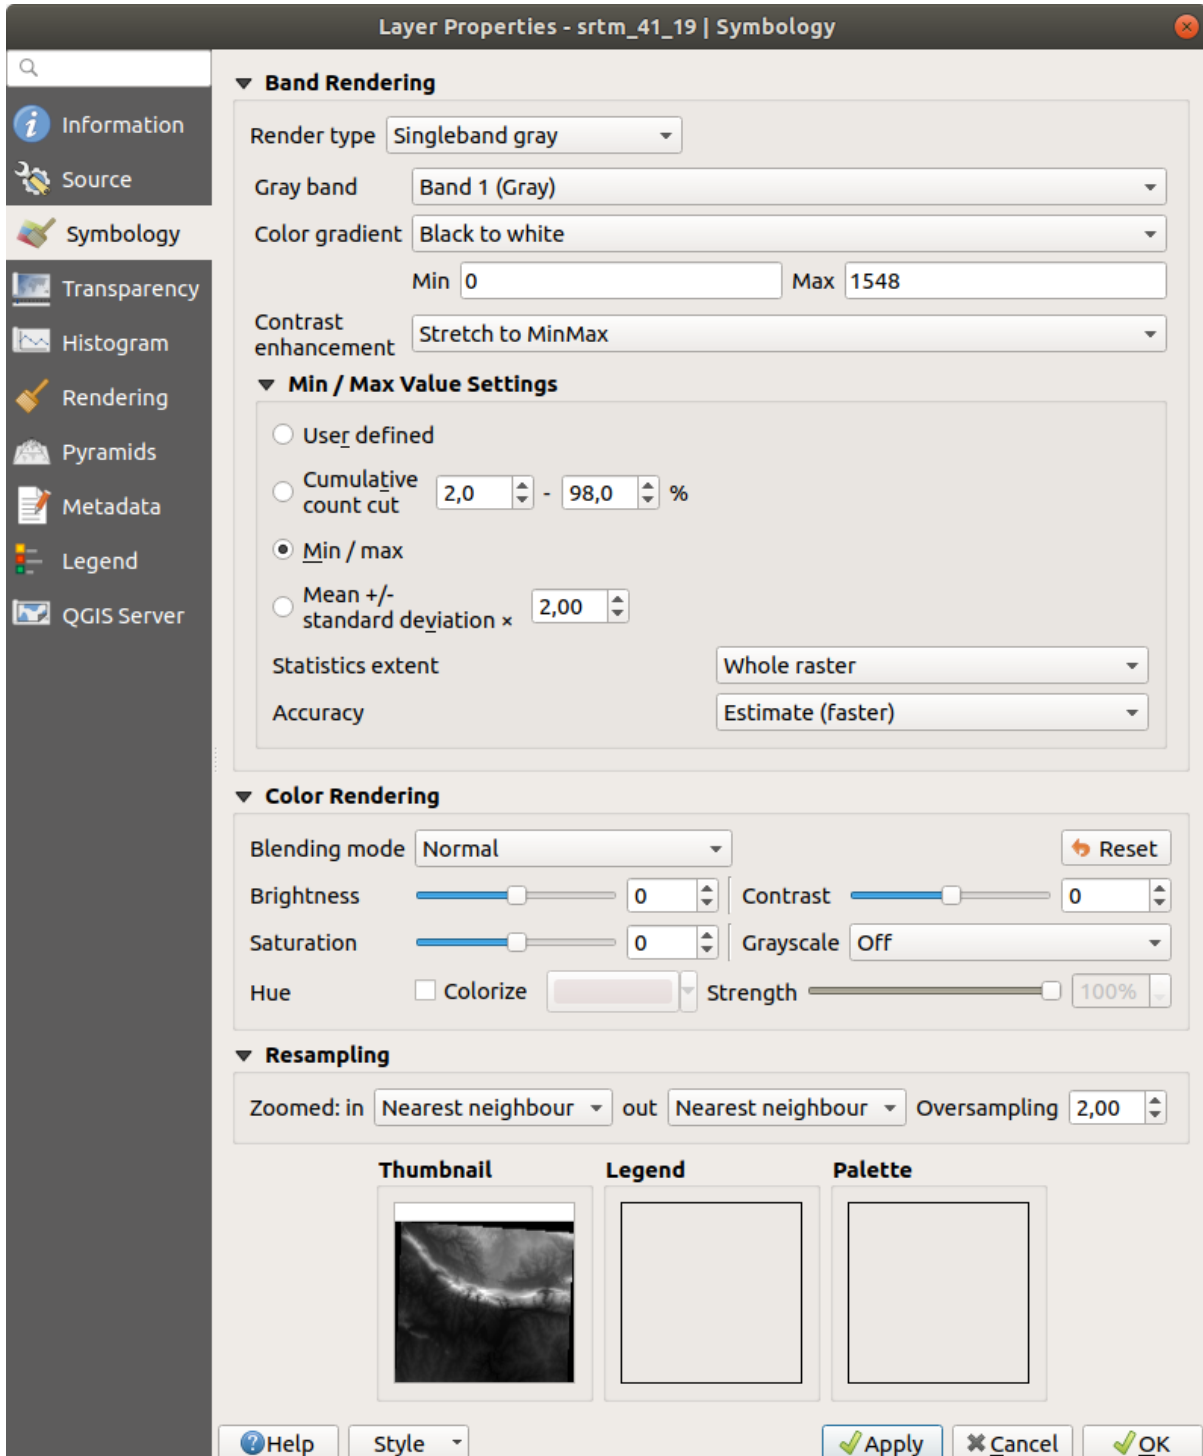 Layer Properties - srtm_41_19 | Symbology
Information
Source
Symbology
Transparency
Histogram
Rendering
Pyramids
Metadata
Legend
QGIS Server
Band Rendering
Render type Singleband gray
Gray band Band 1 (Gray)
Color gradient Black to white
Min 0 Max 1548
Contrast
enhancement Stretch to MinMax
Min / Max Value Settings
User defined
Cumulative
count cut 2,0 - 98,0 %
Min / max
Mean +/-
standard deviation × 2,00
Statistics extent Whole raster
Accuracy Estimate (faster)
Color Rendering
Blending mode Normal Reset
Brightness 0 Contrast 0
Saturation 0 Grayscale Off
Hue Colorize Strength 100%
Resampling
Zoomed: in Nearest neighbour out Nearest neighbour Oversampling 2,00
Thumbnail Legend Palette
Help Style Apply Cancel OK